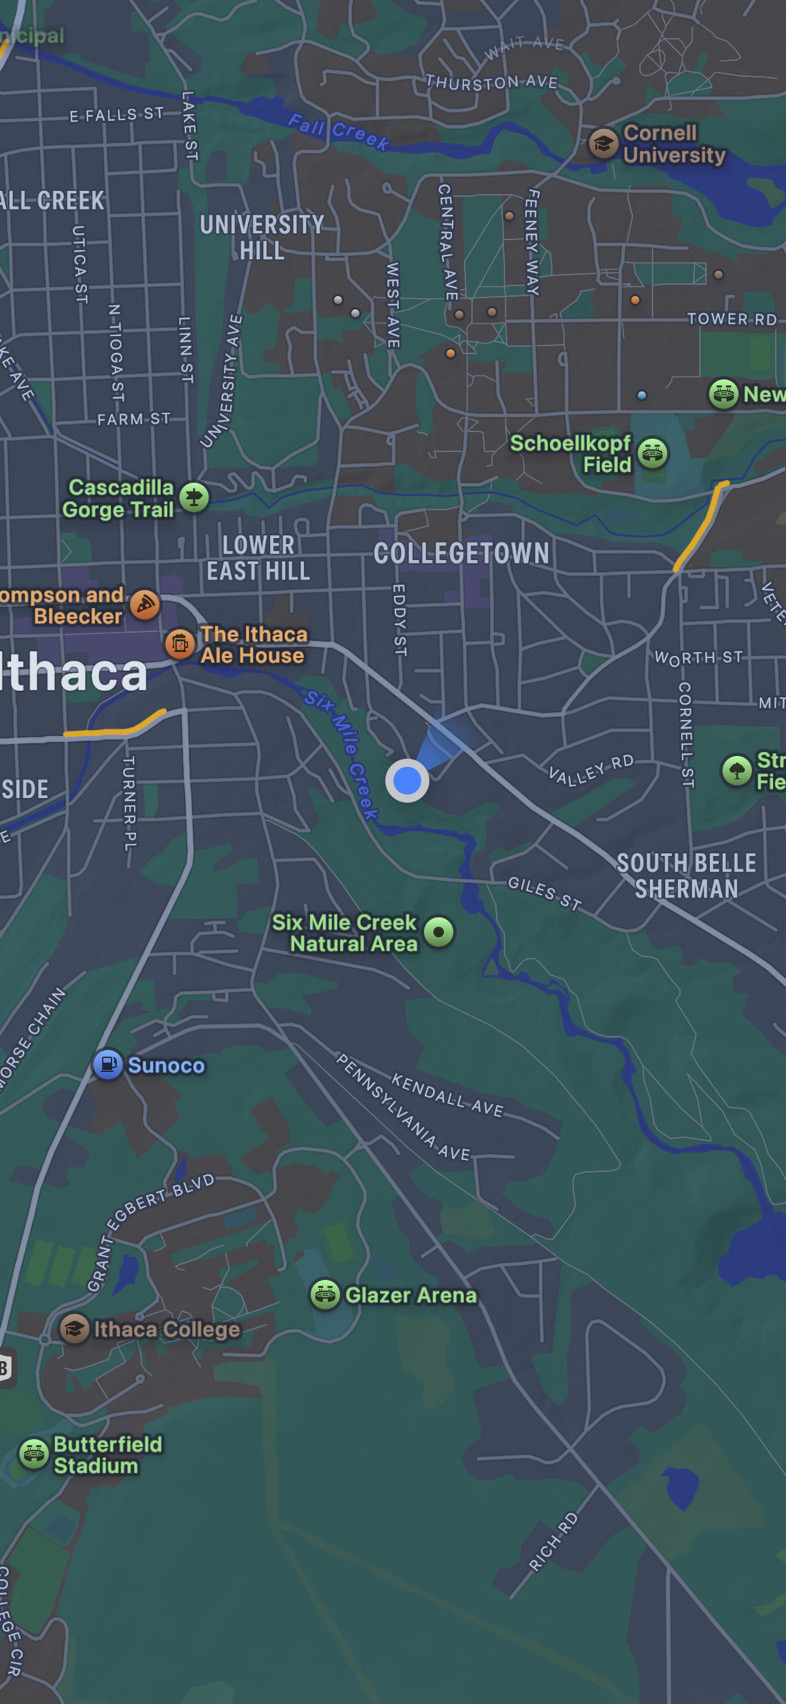 nicipal
WAIT AVE
THURSTON AVE
E FALLS ST
LAKE ST
Fall Creek
Cornell
University
ALL CREEK
UNIVERSITY
HILL
CENTRAL AVE
FEENEY WAY
UTICA ST
WEST AVE
N TIOGA ST
LINN ST
UNIVERSITY AVE
TOWER RD
KE AVE
New
FARM ST
Schoellkopf
Field
Cascadilla
Gorge Trail
LOWER
EAST HILL
COLLEGETOWN
EDDY ST
ompson and
Bleecker
VETE
The Ithaca
Ale House
Ithaca
WORTH ST
Six Mile Creek
CORNELL ST
MIT
SIDE
TURNER PL
VALLEY RD
Str
Fie
E
SOUTH BELLE
SHERMAN
GILES ST
Six Mile Creek
Natural Area
MORSE CHAIN
Sunoco
KENDALL AVE
PENNSYLVANIA AVE
GRANT EGBERT BLVD
Glazer Arena
Ithaca College
B
Butterfield
Stadium
RICH RD
COLLEGE CIR